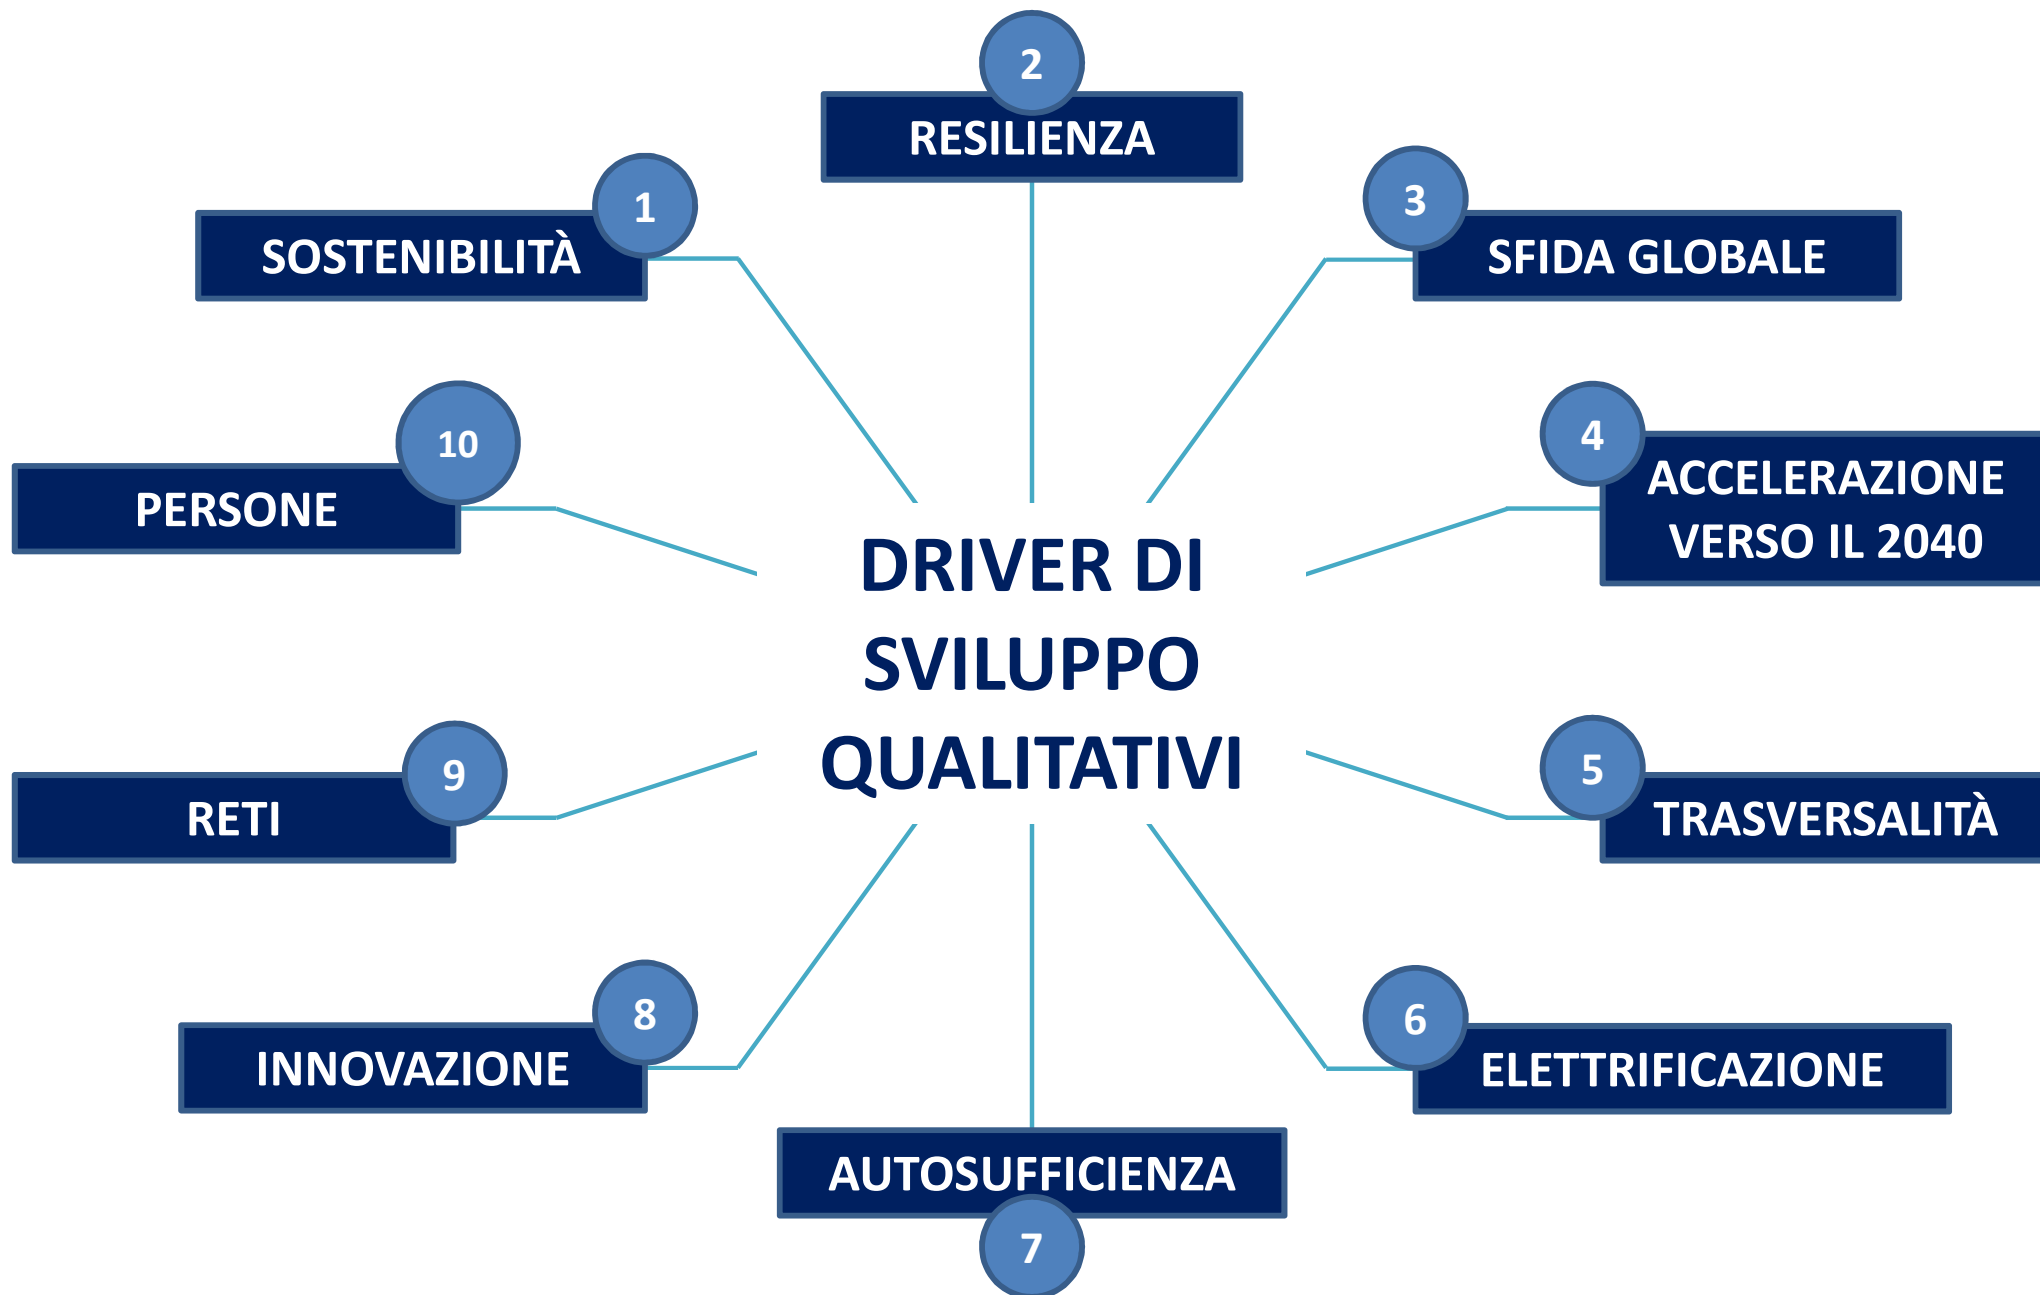 2
RESILIENZA
1
SOSTENIBILITÀ
3
SFIDA GLOBALE
10
PERSONE
4
ACCELERAZIONE
VERSO IL 2040
DRIVER DI
SVILUPPO
QUALITATIVI
9
RETI
5
TRASVERSALITÀ
8
INNOVAZIONE
6
ELETTRIFICAZIONE
AUTOSUFFICIENZA
7